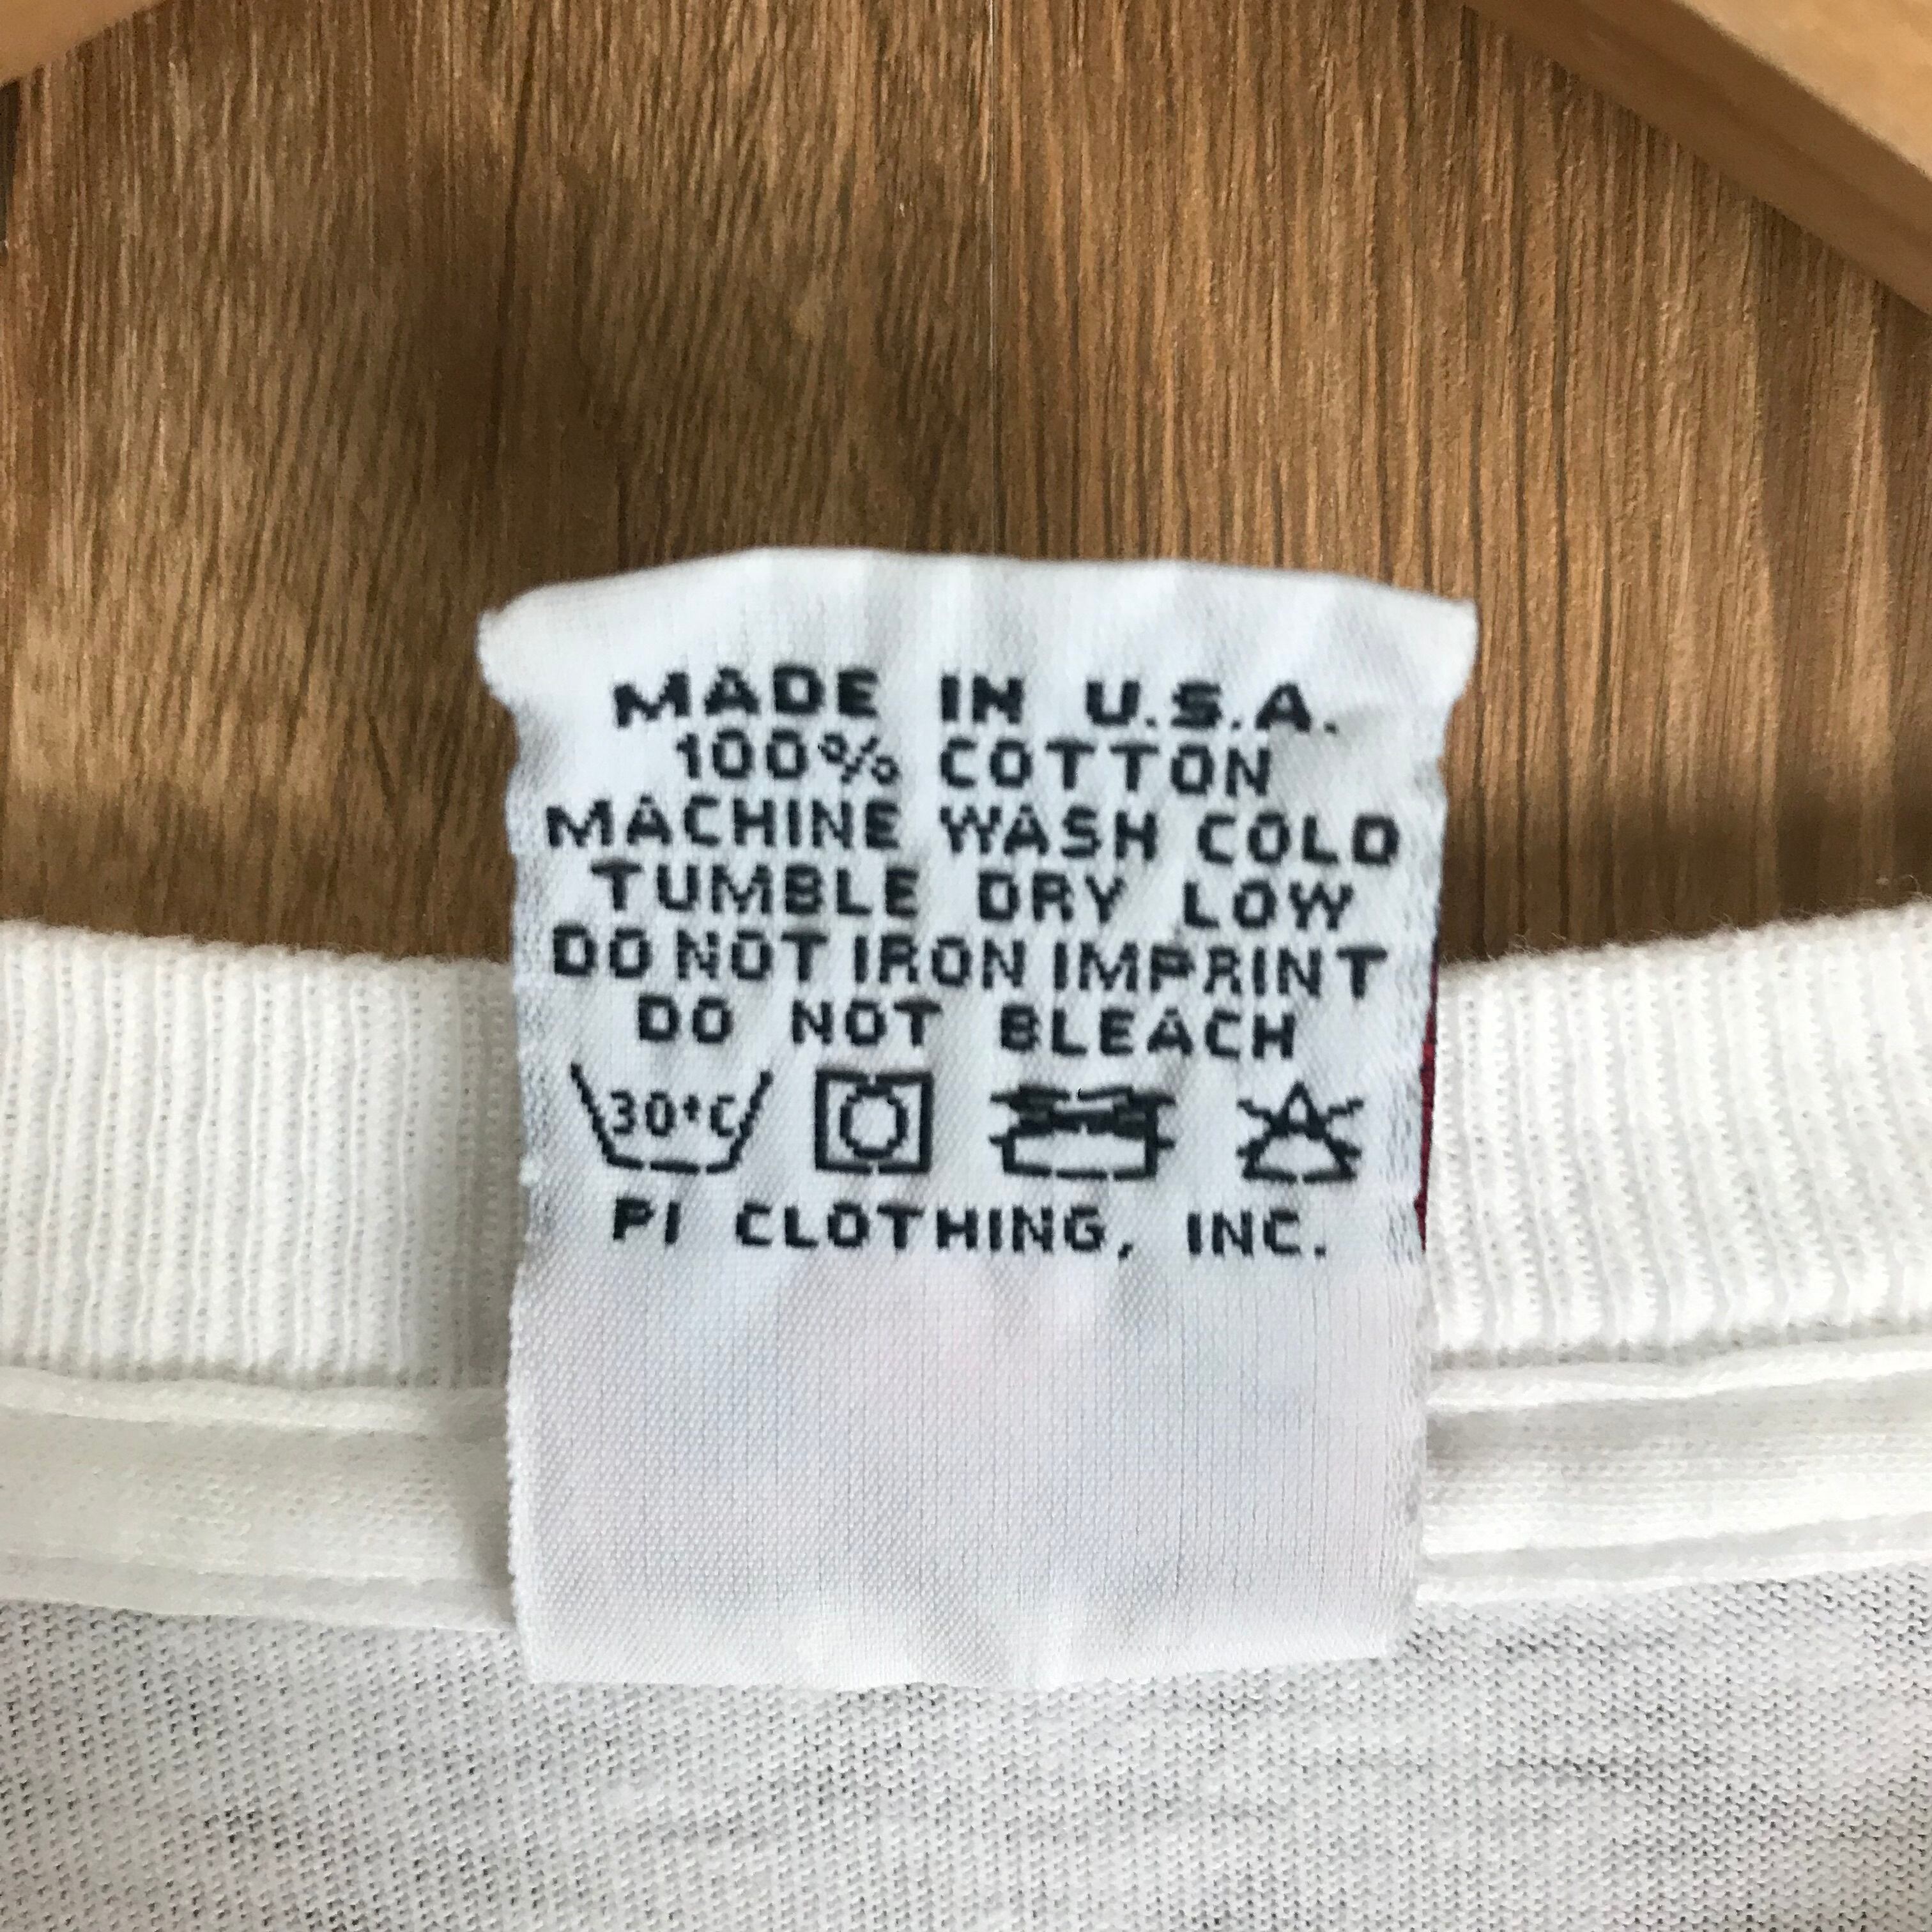 MADE IN U.S.A.
100% COTTON
MACHINE WASH COLD
TUMBLE DRY LOW
DO NOT IRON IMPRINT
DO NOT BLEACH
30°C
PI CLOTHING, INC.